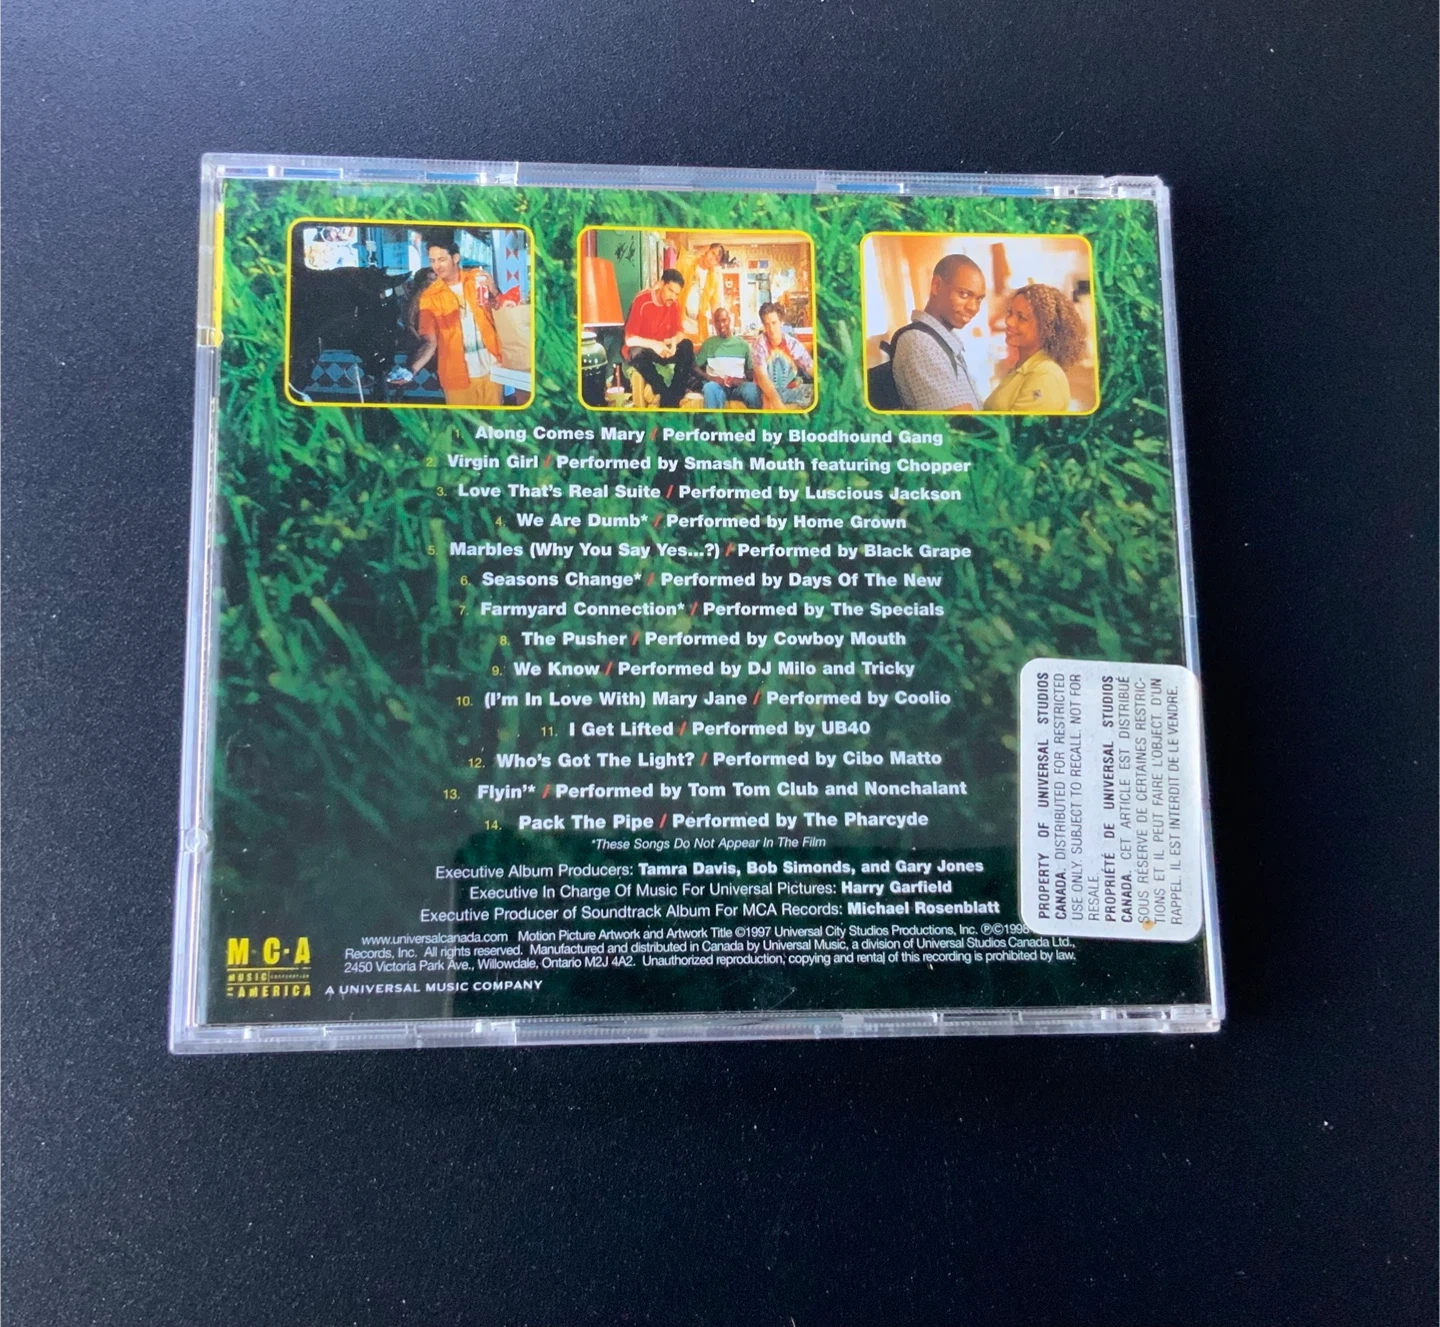 1. Along Comes Mary / Performed by Bloodhound Gang
2. Virgin Girl / Performed by Smash Mouth featuring Chopper
3. Love That's Real Suite / Performed by Luscious Jackson
4. We Are Dumb* / Performed by Home Grown
5. Marbles (Why You Say Yes...?) / Performed by Black Grape
6. Seasons Change* / Performed by Days Of The New
7. Farmyard Connection* / Performed by The Specials
8. The Pusher / Performed by Cowboy Mouth
9. We Know / Performed by DJ Milo and Tricky
10. (I'm In Love With) Mary Jane / Performed by Coolio
11. I Get Lifted / Performed by UB40
12. Who's Got The Light? / Performed by Cibo Matto
13. Flyin'* / Performed by Tom Tom Club and Nonchalant
14. Pack The Pipe / Performed by The Pharcyde
*These Songs Do Not Appear In The Film
Executive Album Producers: Tamra Davis, Bob Simonds, and Gary Jones
Executive In Charge Of Music For Universal Pictures: Harry Garfield
Executive Producer of Soundtrack Album For MCA Records: Michael Rosenblatt
www.universalcanada.com Motion Picture Artwork and Artwork Title ©1997 Universal City Studios Productions, Inc. ℗©1998
Records, Inc. All rights reserved. Manufactured and distributed in Canada by Universal Music, a division of Universal Studios Canada Ltd.,
2450 Victoria Park Ave., Willowdale, Ontario M2J 4A2. Unauthorized reproduction, copying and rental of this recording is prohibited by law.
M·C·A
MUSIC CORPORATION
OF AMERICA
A UNIVERSAL MUSIC COMPANY
PROPERTY OF UNIVERSAL STUDIOS
CANADA. DISTRIBUTED FOR RESTRICTED
USE ONLY. SUBJECT TO RECALL. NOT FOR
RESALE.
PROPRIÉTÉ DE UNIVERSAL STUDIOS
CANADA. CET ARTICLE EST DISTRIBUÉ
SOUS RÉSERVE DE CERTAINES RESTRIC-
TIONS ET IL PEUT FAIRE L'OBJECT D'UN
RAPPEL. IL EST INTERDIT DE LE VENDRE.